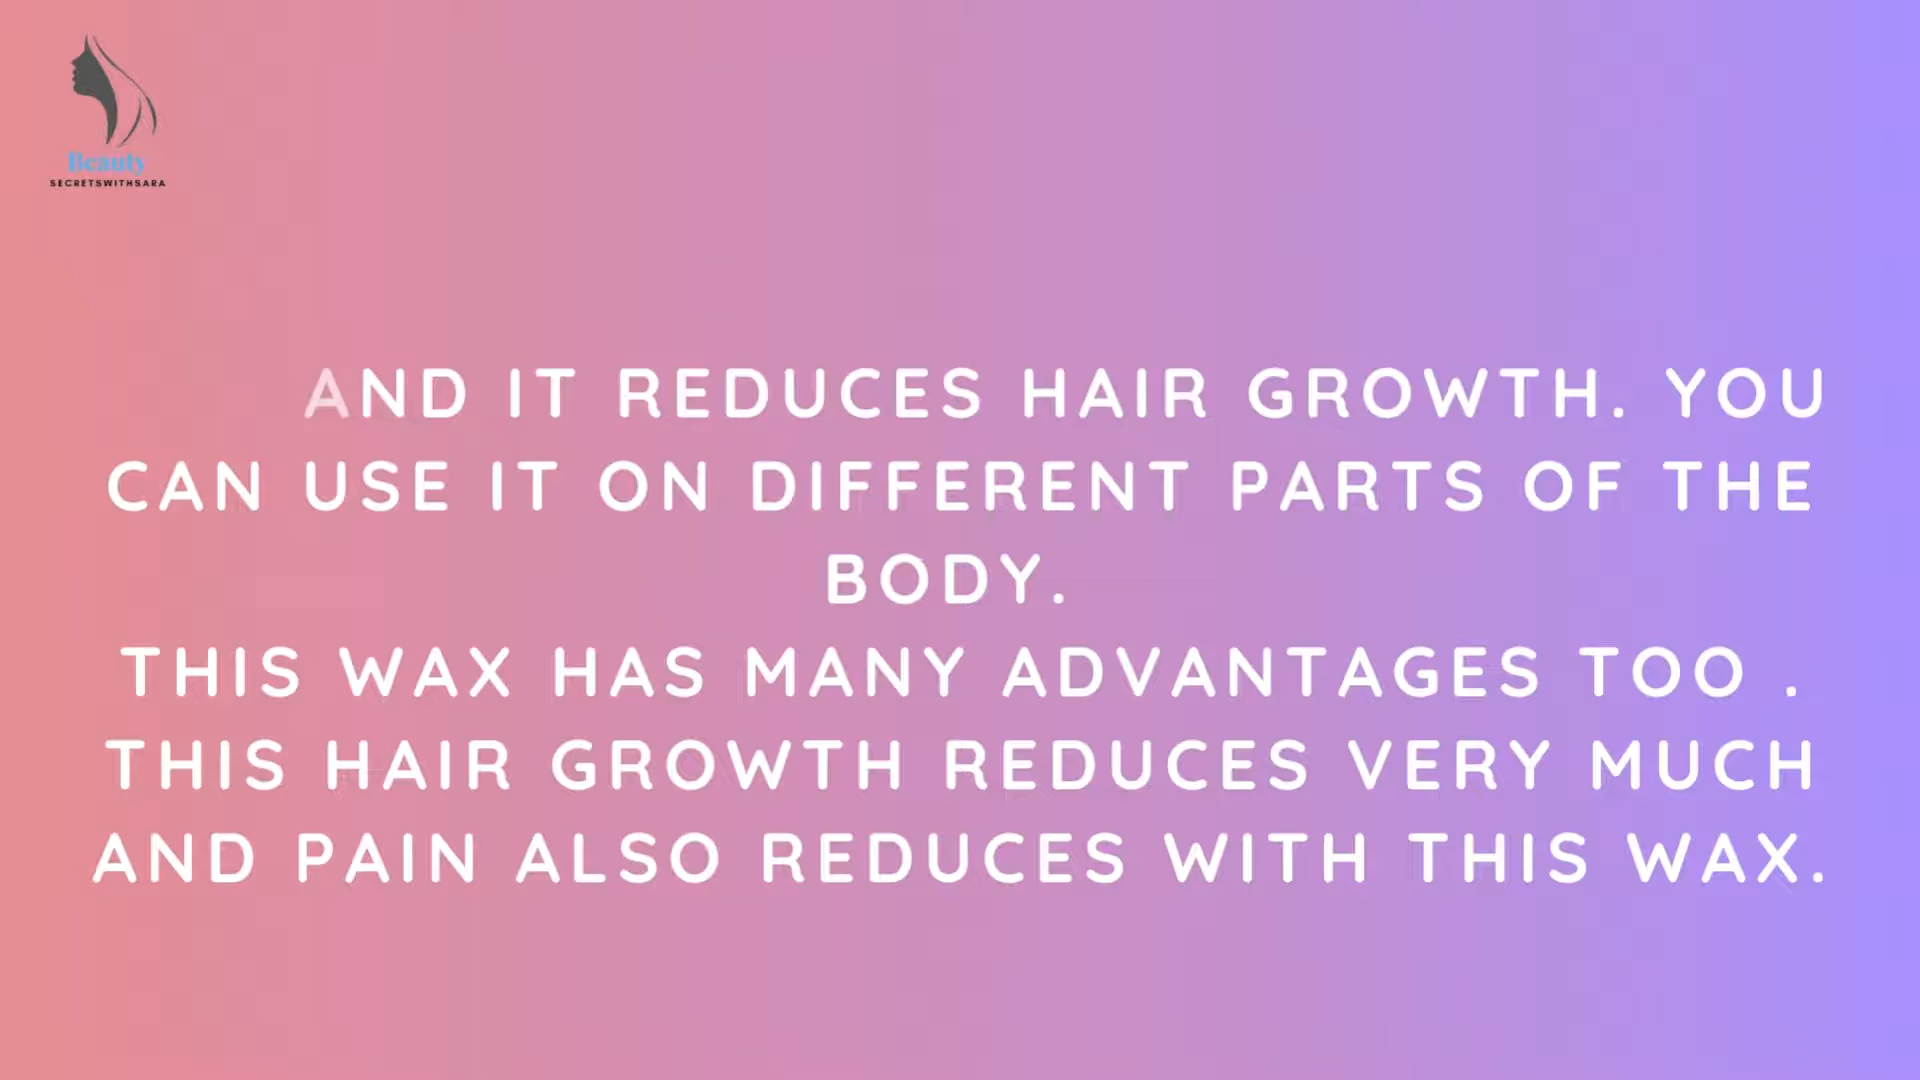 Beauty
SECRETSWITHSARA
AND IT REDUCES HAIR GROWTH. YOU
CAN USE IT ON DIFFERENT PARTS OF THE
BODY.
THIS WAX HAS MANY ADVANTAGES TOO .
THIS HAIR GROWTH REDUCES VERY MUCH
AND PAIN ALSO REDUCES WITH THIS WAX.